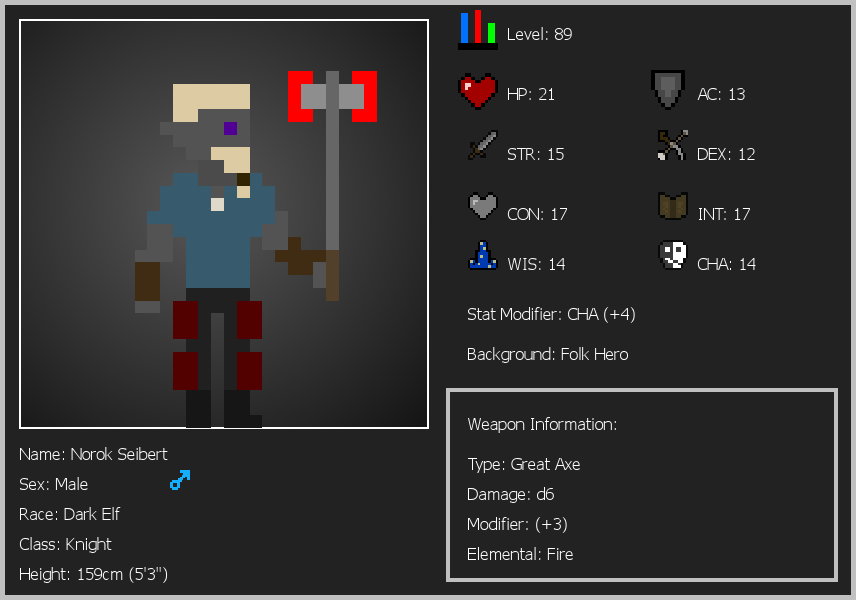 Level: 89
HP: 21
AC: 13
STR: 15
DEX: 12
CON: 17
INT: 17
WIS: 14
CHA: 14
Stat Modifier: CHA (+4)
Background: Folk Hero
Weapon Information:
Type: Great Axe
Damage: d6
Modifier: (+3)
Elemental: Fire
Name: Norok Seibert
Sex: Male
Race: Dark Elf
Class: Knight
Height: 159cm (5'3")